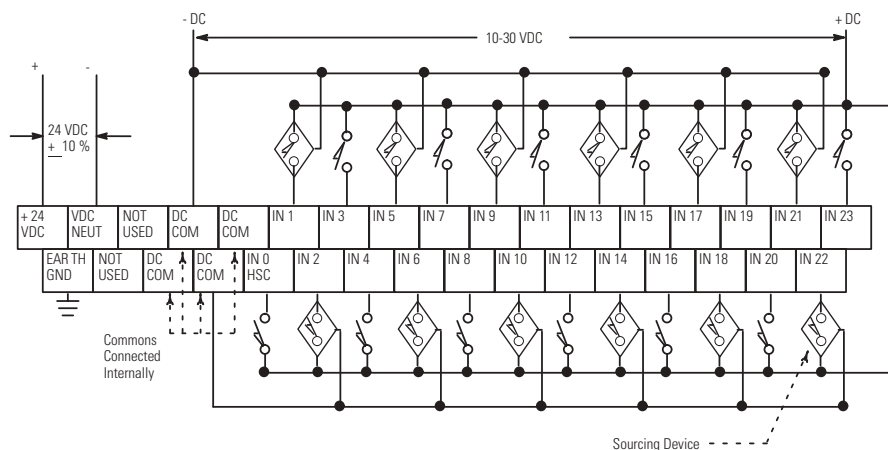 - DC
+ DC
10-30 VDC
+
-
24 VDC
+ 10 %
+ 24
VDC
VDC
NEUT
NOT
USED
DC
COM
DC
COM
IN 1
IN 3
IN 5
IN 7
IN 9
IN 11
IN 13
IN 15
IN 17
IN 19
IN 21
IN 23
EAR TH
GND
NOT
USED
DC
COM
DC
COM
IN 0
HSC
IN 2
IN 4
IN 6
IN 8
IN 10
IN 12
IN 14
IN 16
IN 18
IN 20
IN 22
Commons
Connected
Internally
Sourcing Device